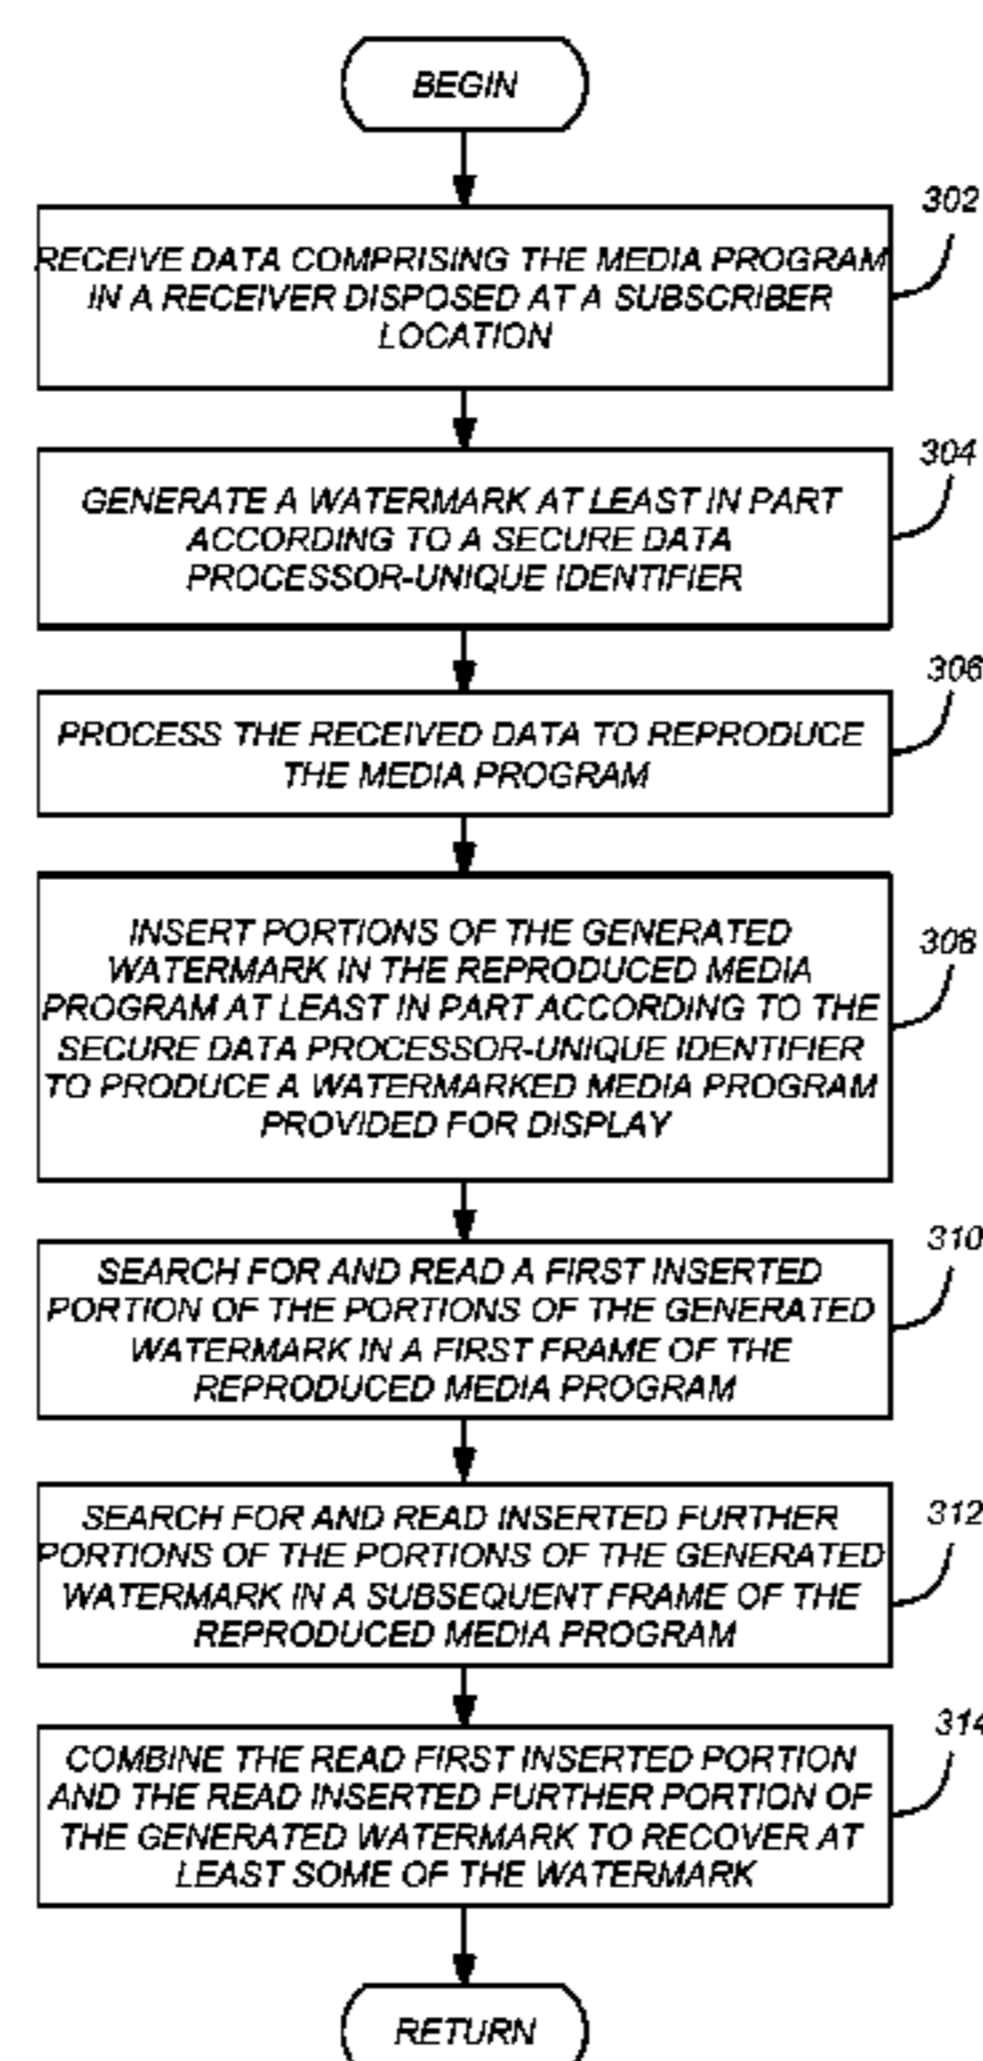 BEGIN
302
RECEIVE DATA COMPRISING THE MEDIA PROGRAM
IN A RECEIVER DISPOSED AT A SUBSCRIBER
LOCATION
304
GENERATE A WATERMARK AT LEAST IN PART
ACCORDING TO A SECURE DATA
PROCESSOR-UNIQUE IDENTIFIER
306
PROCESS THE RECEIVED DATA TO REPRODUCE
THE MEDIA PROGRAM
308
INSERT PORTIONS OF THE GENERATED
WATERMARK IN THE REPRODUCED MEDIA
PROGRAM AT LEAST IN PART ACCORDING TO THE
SECURE DATA PROCESSOR-UNIQUE IDENTIFIER
TO PRODUCE A WATERMARKED MEDIA PROGRAM
PROVIDED FOR DISPLAY
310
SEARCH FOR AND READ A FIRST INSERTED
PORTION OF THE PORTIONS OF THE GENERATED
WATERMARK IN A FIRST FRAME OF THE
REPRODUCED MEDIA PROGRAM
312
SEARCH FOR AND READ INSERTED FURTHER
PORTIONS OF THE PORTIONS OF THE GENERATED
WATERMARK IN A SUBSEQUENT FRAME OF THE
REPRODUCED MEDIA PROGRAM
314
COMBINE THE READ FIRST INSERTED PORTION
AND THE READ INSERTED FURTHER PORTION OF
THE GENERATED WATERMARK TO RECOVER AT
LEAST SOME OF THE WATERMARK
RETURN